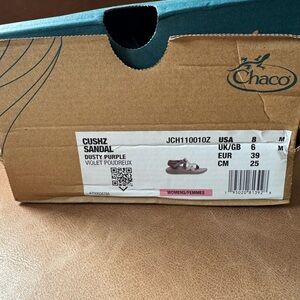 Chaco
CUSHZ SANDAL
DUSTY PURPLE
VIOLET POUDREUX
JCH110010Z
USA 8 M
UK/GB 6 M
EUR 39
CM 25
WOMENS/FEMMES